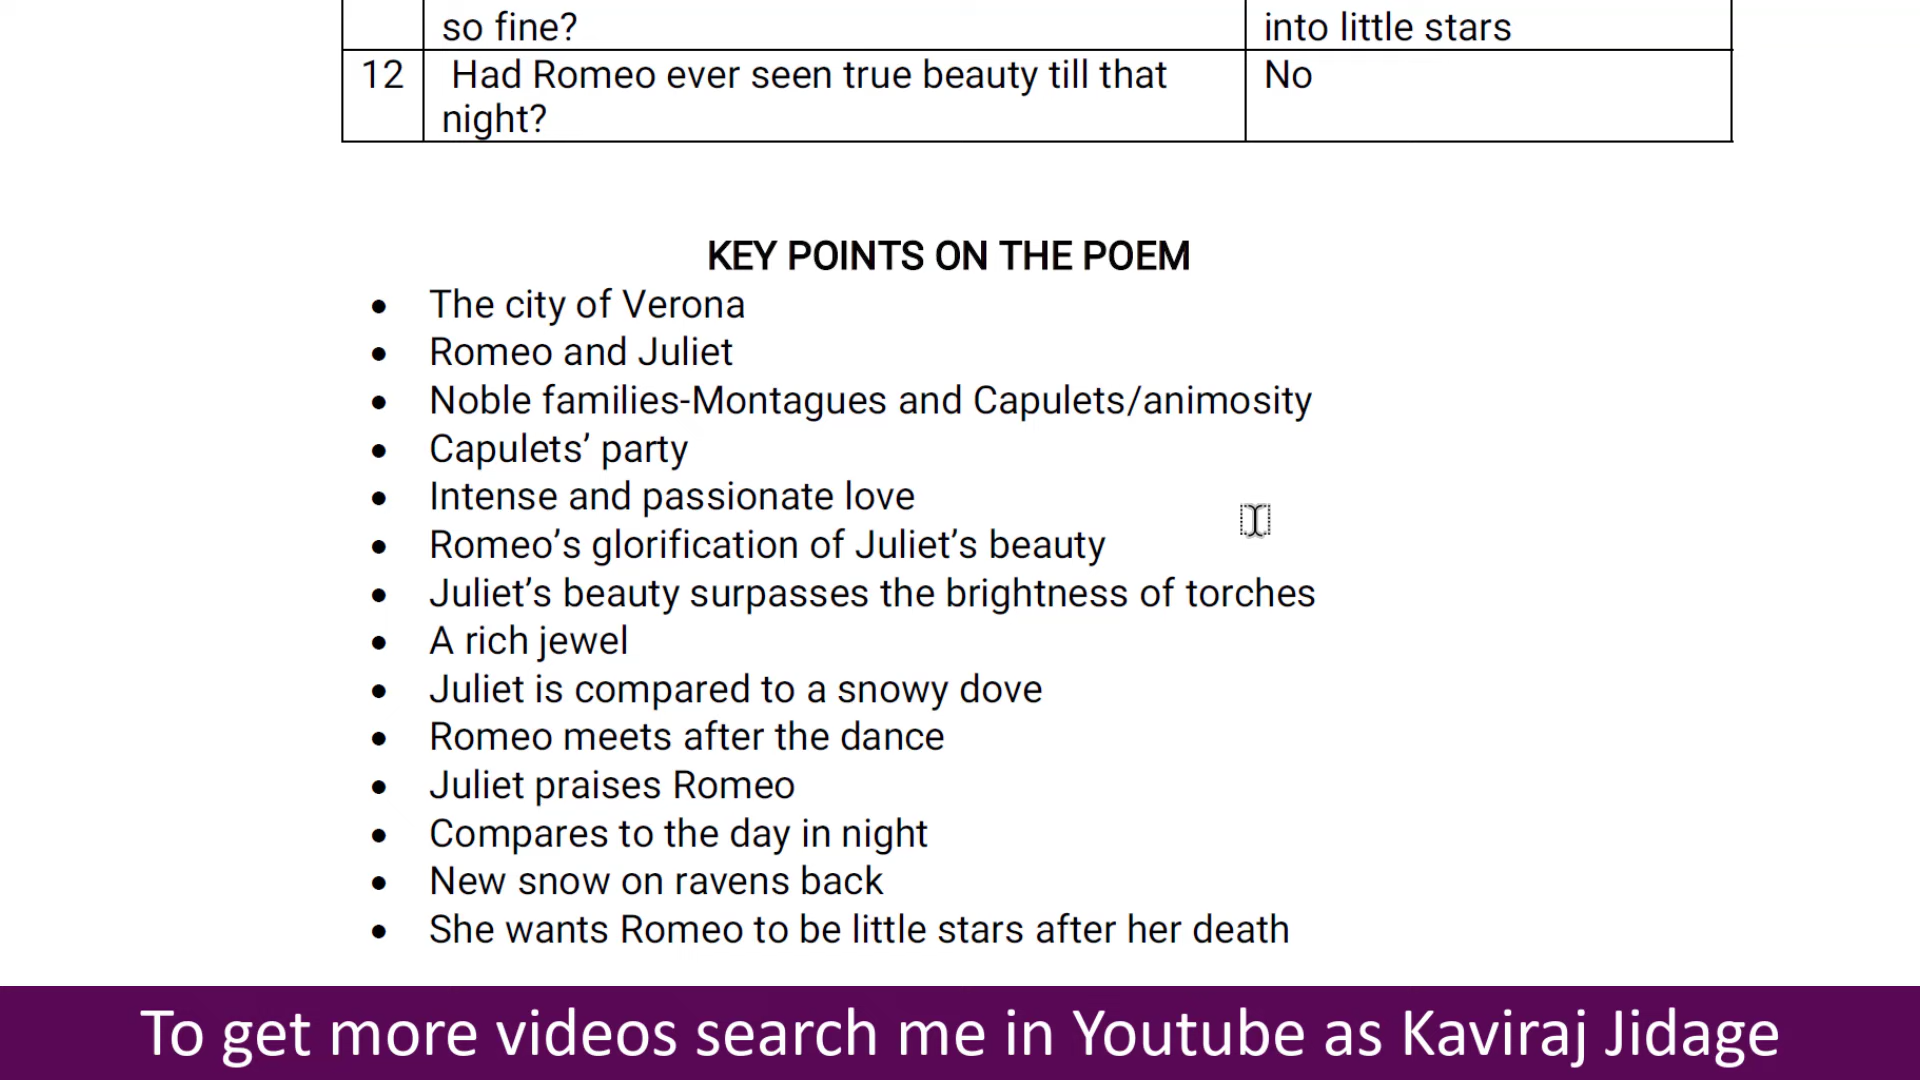 so fine?
into little stars
12
Had Romeo ever seen true beauty till that
night?
No
KEY POINTS ON THE POEM
• The city of Verona
• Romeo and Juliet
• Noble families-Montagues and Capulets/animosity
• Capulets’ party
• Intense and passionate love
• Romeo’s glorification of Juliet’s beauty
• Juliet’s beauty surpasses the brightness of torches
• A rich jewel
• Juliet is compared to a snowy dove
• Romeo meets after the dance
• Juliet praises Romeo
• Compares to the day in night
• New snow on ravens back
• She wants Romeo to be little stars after her death
To get more videos search me in Youtube as Kaviraj Jidage